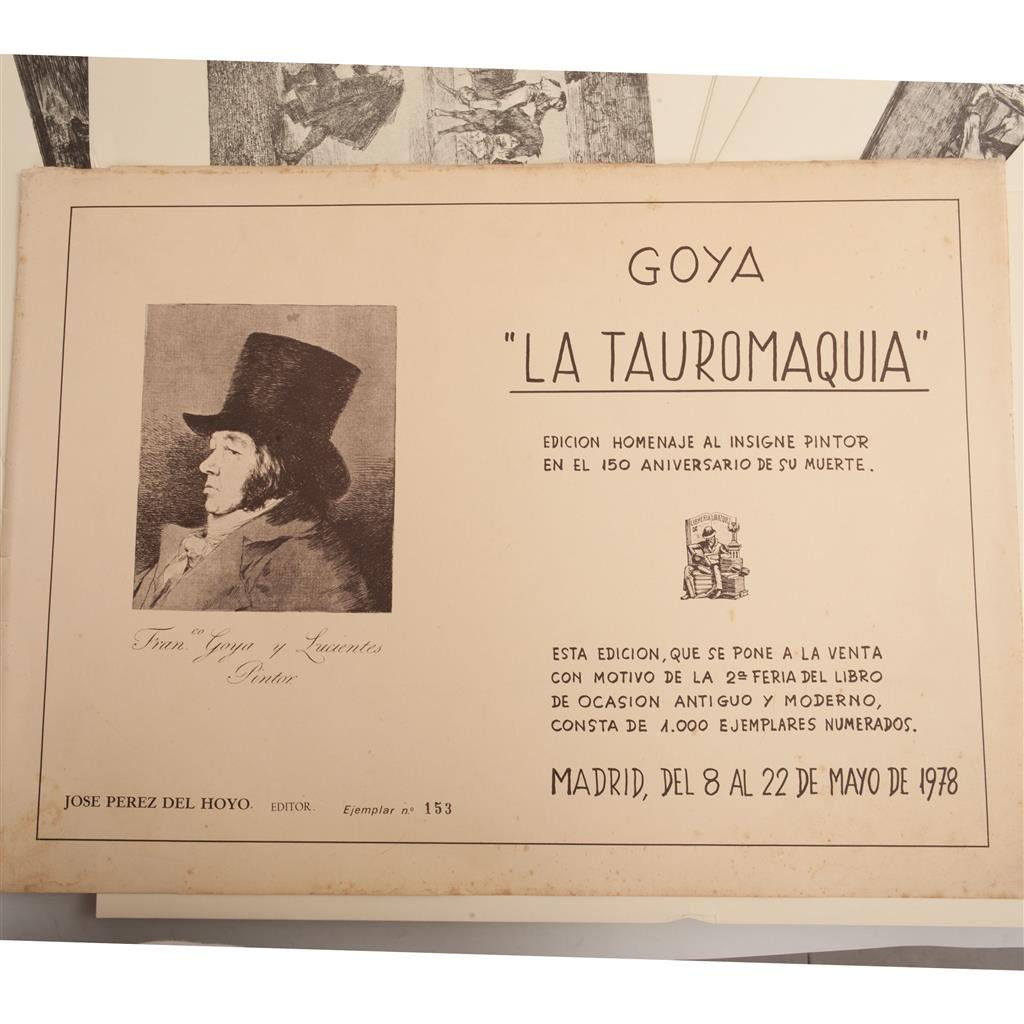 GOYA
"LA TAUROMAQUIA"
EDICION HOMENAJE AL INSIGNE PINTOR
EN EL 150 ANIVERSARIO DE SU MUERTE.
ESTA EDICION, QUE SE PONE A LA VENTA
CON MOTIVO DE LA 2ª FERIA DEL LIBRO
DE OCASION ANTIGUO Y MODERNO,
CONSTA DE 1.000 EJEMPLARES NUMERADOS.
MADRID, DEL 8 AL 22 DE MAYO DE 1978
Fran.co Goya y Lucientes
Pintor
JOSE PEREZ DEL HOYO. EDITOR. Ejemplar n.º 153